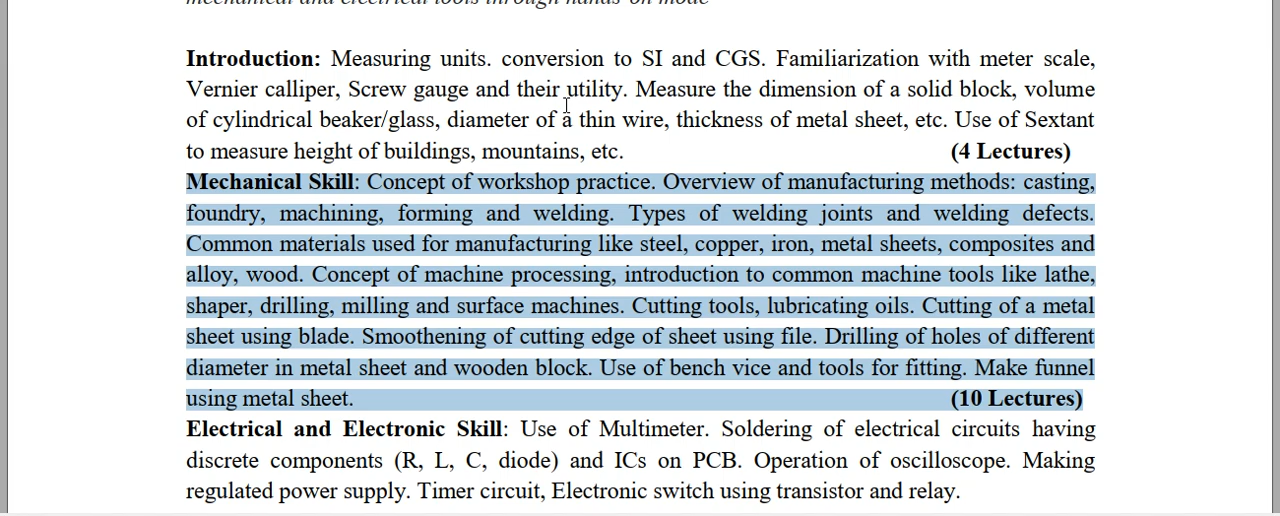 mechanical and electrical tools through hands-on mode
Introduction: Measuring units. conversion to SI and CGS. Familiarization with meter scale,
Vernier calliper, Screw gauge and their utility. Measure the dimension of a solid block, volume
of cylindrical beaker/glass, diameter of a thin wire, thickness of metal sheet, etc. Use of Sextant
to measure height of buildings, mountains, etc. (4 Lectures)
Mechanical Skill: Concept of workshop practice. Overview of manufacturing methods: casting,
foundry, machining, forming and welding. Types of welding joints and welding defects.
Common materials used for manufacturing like steel, copper, iron, metal sheets, composites and
alloy, wood. Concept of machine processing, introduction to common machine tools like lathe,
shaper, drilling, milling and surface machines. Cutting tools, lubricating oils. Cutting of a metal
sheet using blade. Smoothening of cutting edge of sheet using file. Drilling of holes of different
diameter in metal sheet and wooden block. Use of bench vice and tools for fitting. Make funnel
using metal sheet. (10 Lectures)
Electrical and Electronic Skill: Use of Multimeter. Soldering of electrical circuits having
discrete components (R, L, C, diode) and ICs on PCB. Operation of oscilloscope. Making
regulated power supply. Timer circuit, Electronic switch using transistor and relay.